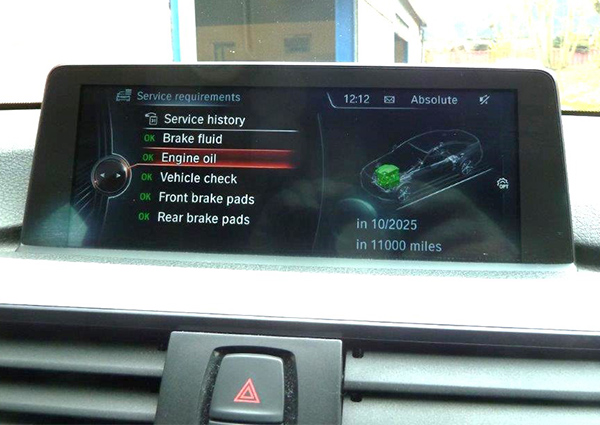 Service requirements
12:12 Absolute
Service history
OK Brake fluid
OK Engine oil
OK Vehicle check
OK Front brake pads
OK Rear brake pads
OPT
in 10/2025
in 11000 miles